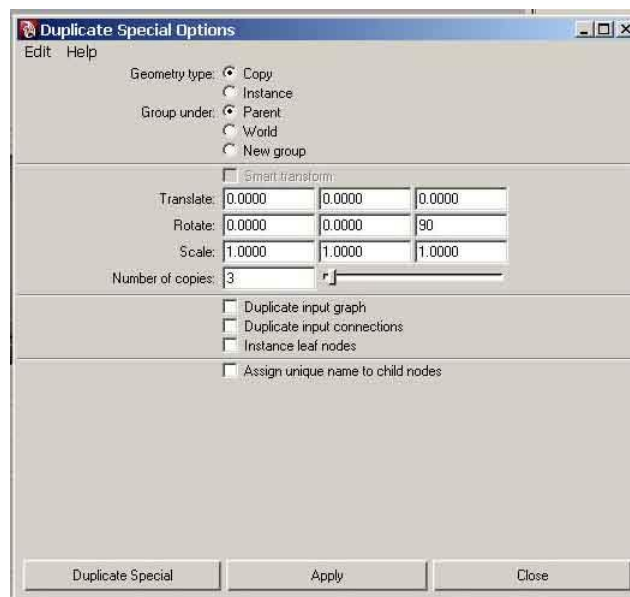 Duplicate Special Options
Edit Help
Geometry type: Copy
Instance
Group under: Parent
World
New group
Smart transform
Translate: 0.0000 0.0000 0.0000
Rotate: 0.0000 0.0000 90
Scale: 1.0000 1.0000 1.0000
Number of copies: 3
Duplicate input graph
Duplicate input connections
Instance leaf nodes
Assign unique name to child nodes
Duplicate Special Apply Close